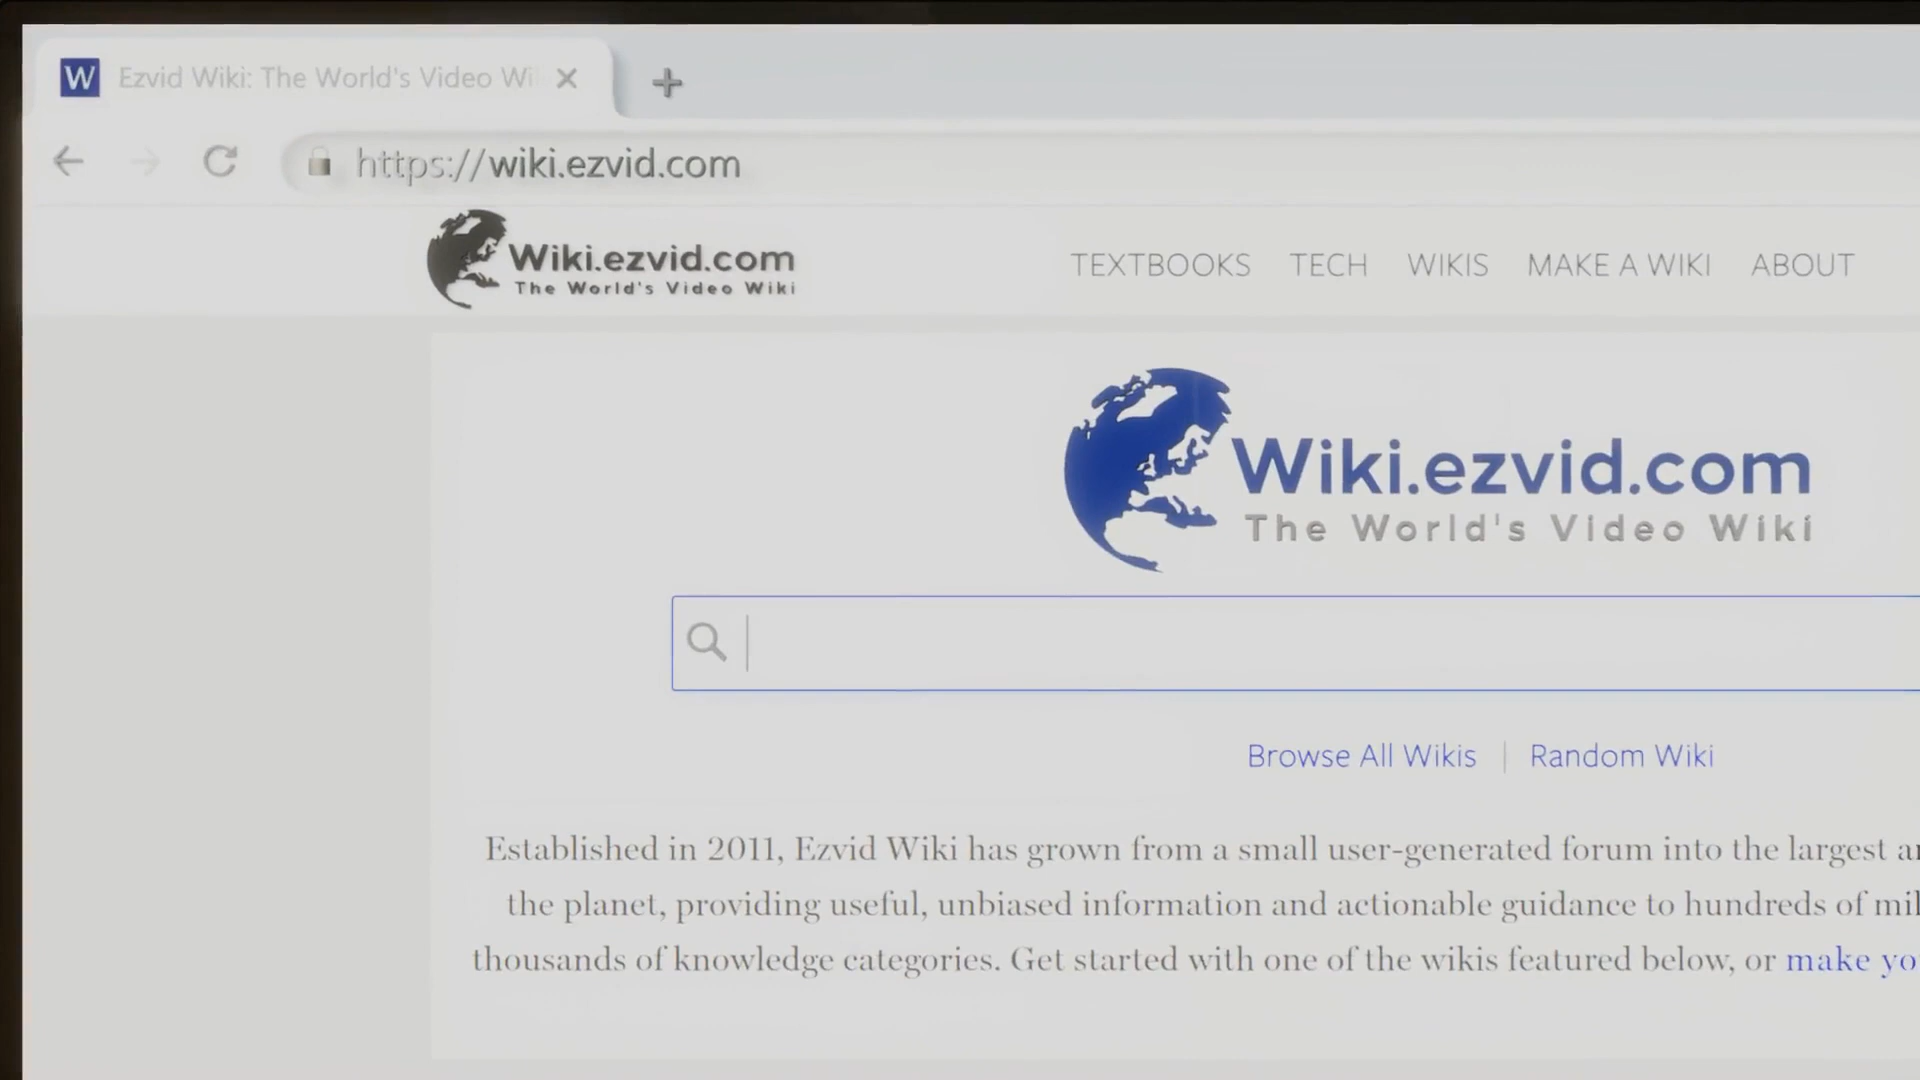 W Ezvid Wiki: The World's Video Wi
https://wiki.ezvid.com
Wiki.ezvid.com
The World's Video Wiki
TEXTBOOKS TECH WIKIS MAKE A WIKI ABOUT
Wiki.ezvid.com
The World's Video Wiki
Browse All Wikis | Random Wiki
Established in 2011, Ezvid Wiki has grown from a small user-generated forum into the largest
the planet, providing useful, unbiased information and actionable guidance to hundreds of
thousands of knowledge categories. Get started with one of the wikis featured below, or make